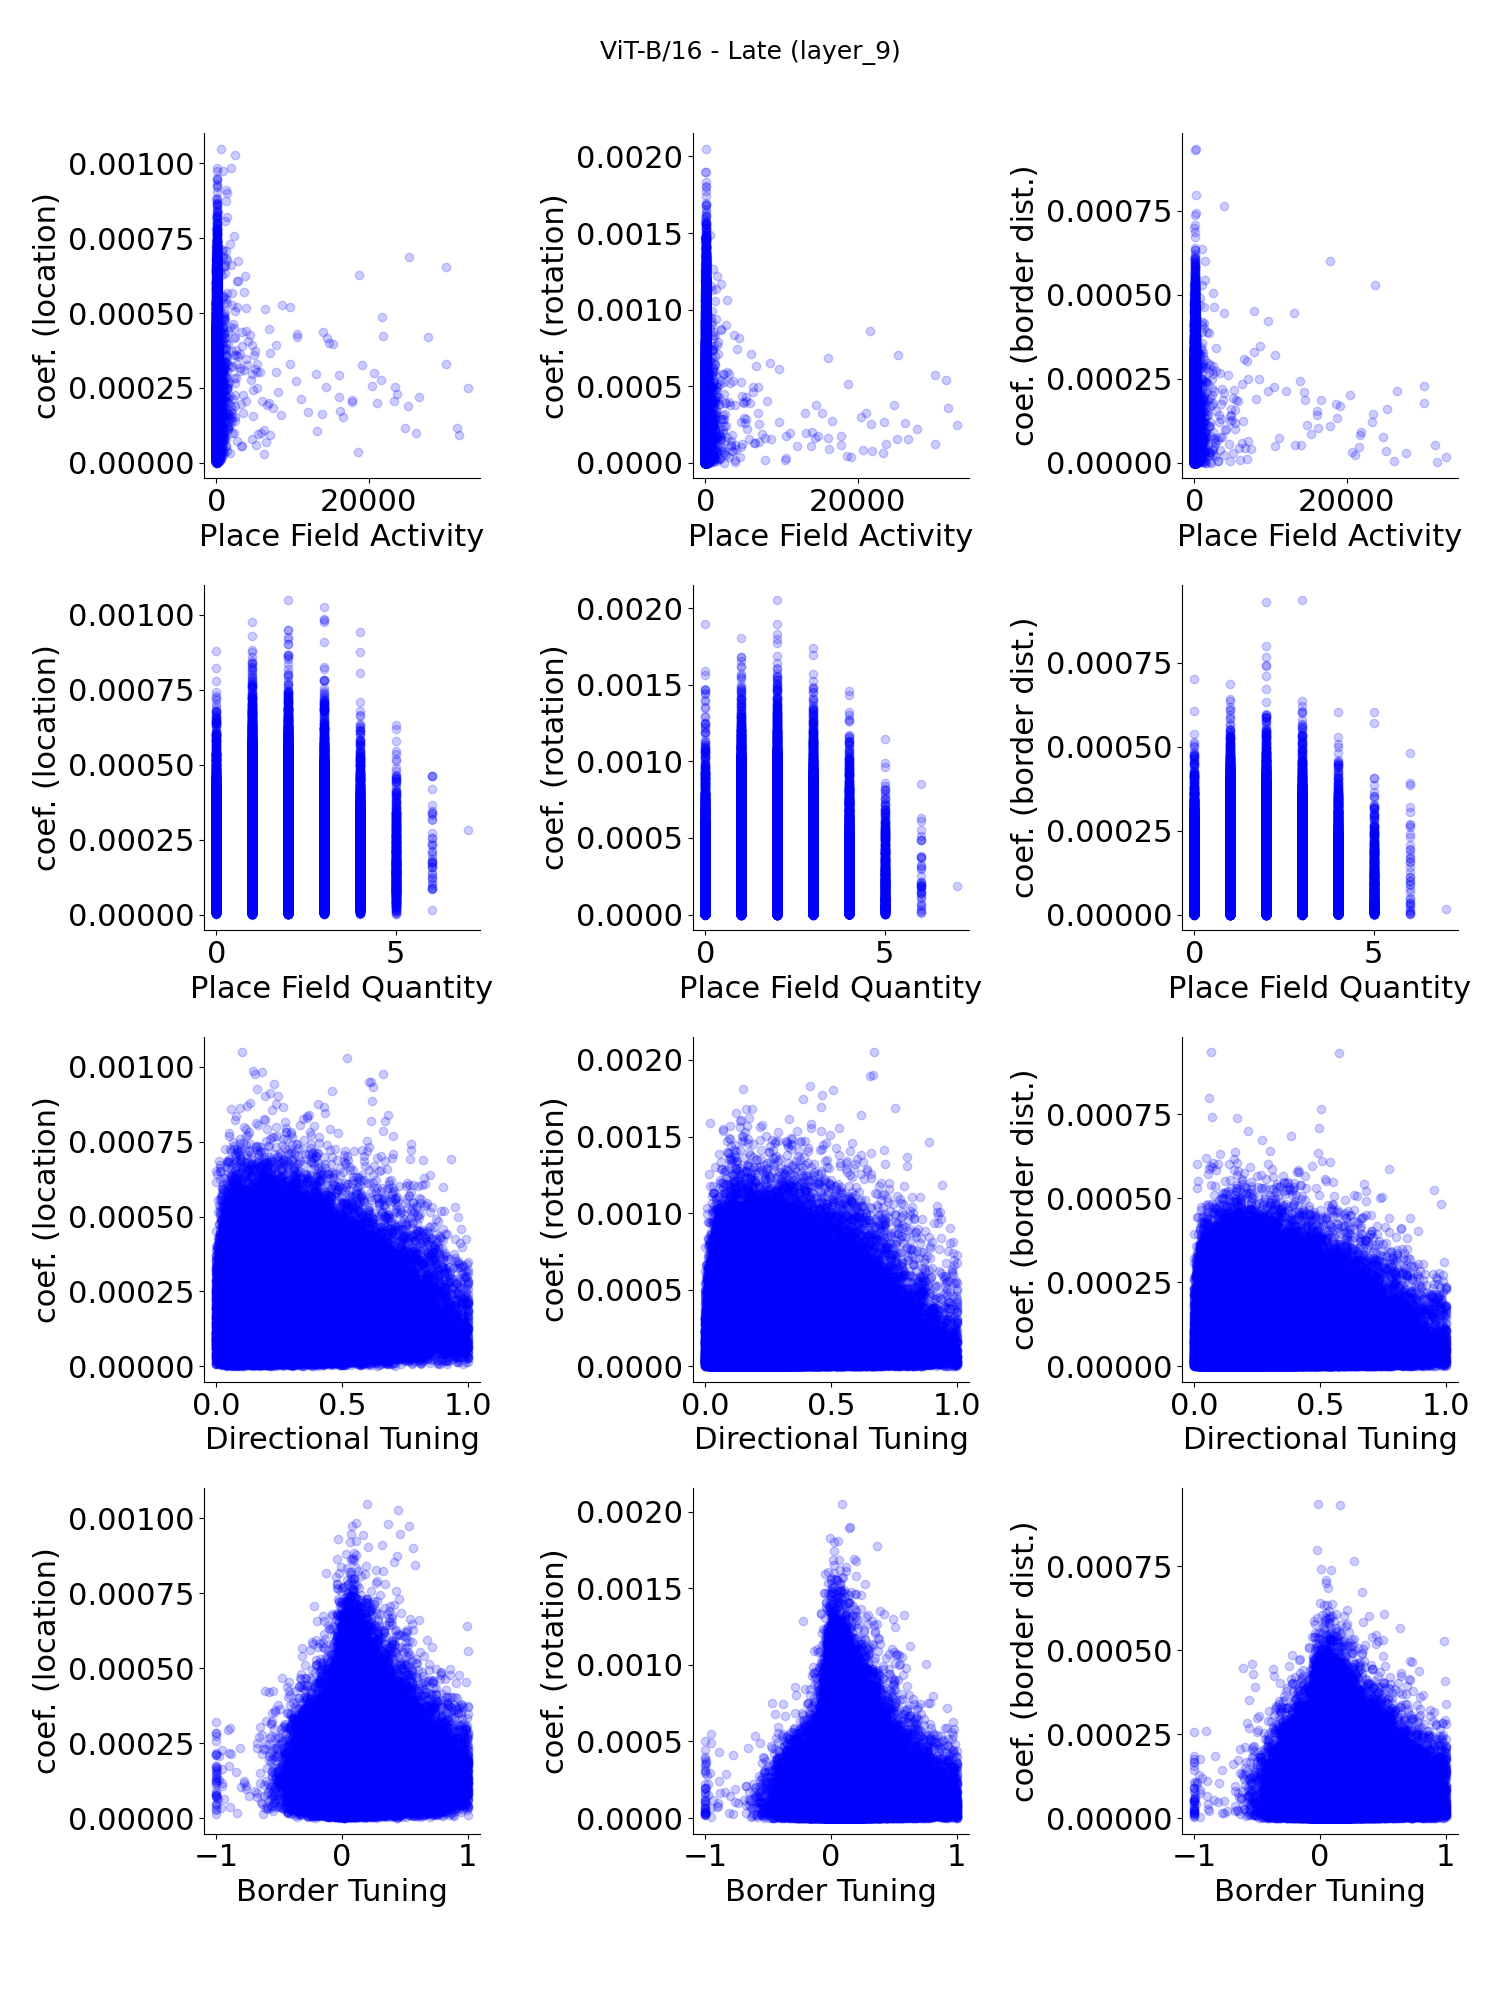 ViT-B/16 - Late (layer_9)
0.00100
0.00075
0.00050
0.00025
0.00000
coef. (location)
0 20000
Place Field Activity
0.0020
0.0015
0.0010
0.0005
0.0000
coef. (rotation)
0 20000
Place Field Activity
0.00075
0.00050
0.00025
0.00000
coef. (border dist.)
0 20000
Place Field Activity
0.00100
0.00075
0.00050
0.00025
0.00000
coef. (location)
0 5
Place Field Quantity
0.0020
0.0015
0.0010
0.0005
0.0000
coef. (rotation)
0 5
Place Field Quantity
0.00075
0.00050
0.00025
0.00000
coef. (border dist.)
0 5
Place Field Quantity
0.00100
0.00075
0.00050
0.00025
0.00000
coef. (location)
0.0 0.5 1.0
Directional Tuning
0.0020
0.0015
0.0010
0.0005
0.0000
coef. (rotation)
0.0 0.5 1.0
Directional Tuning
0.00075
0.00050
0.00025
0.00000
coef. (border dist.)
0.0 0.5 1.0
Directional Tuning
0.00100
0.00075
0.00050
0.00025
0.00000
coef. (location)
−1 0 1
Border Tuning
0.0020
0.0015
0.0010
0.0005
0.0000
coef. (rotation)
−1 0 1
Border Tuning
0.00075
0.00050
0.00025
0.00000
coef. (border dist.)
−1 0 1
Border Tuning